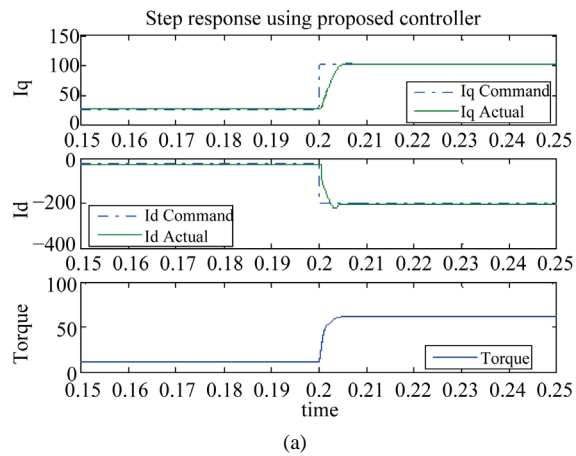 Step response using proposed controller
150
100
50
0
Iq
Iq Command
Iq Actual
0.15 0.16 0.17 0.18 0.19 0.2 0.21 0.22 0.23 0.24 0.25
0
−200
−400
Id
Id Command
Id Actual
0.15 0.16 0.17 0.18 0.19 0.2 0.21 0.22 0.23 0.24 0.25
100
50
0
Torque
Torque
0.15 0.16 0.17 0.18 0.19 0.2 0.21 0.22 0.23 0.24 0.25
time
(a)